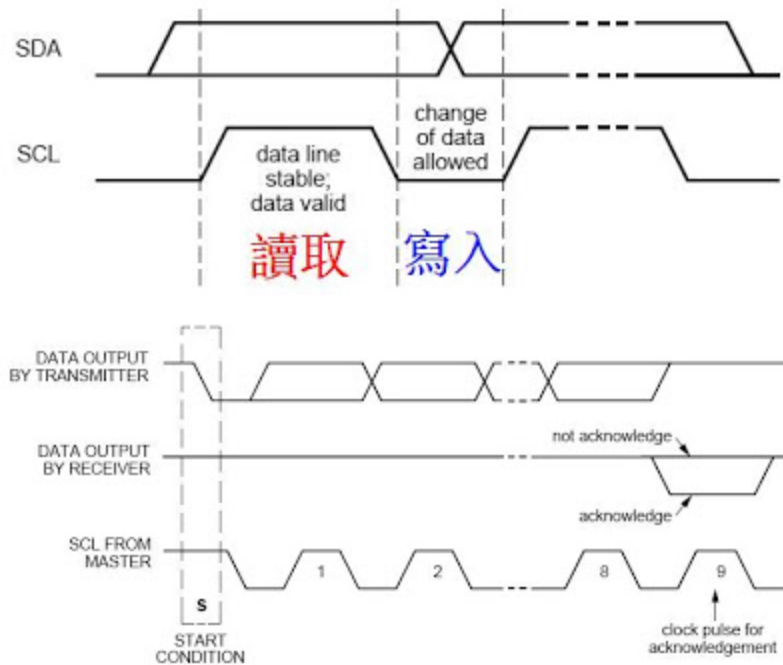 SDA
SCL
data line
stable;
data valid
change
of data
allowed
讀取
寫入
DATA OUTPUT
BY TRANSMITTER
DATA OUTPUT
BY RECEIVER
not acknowledge
acknowledge
SCL FROM
MASTER
1
2
8
9
S
START
CONDITION
clock pulse for
acknowledgement